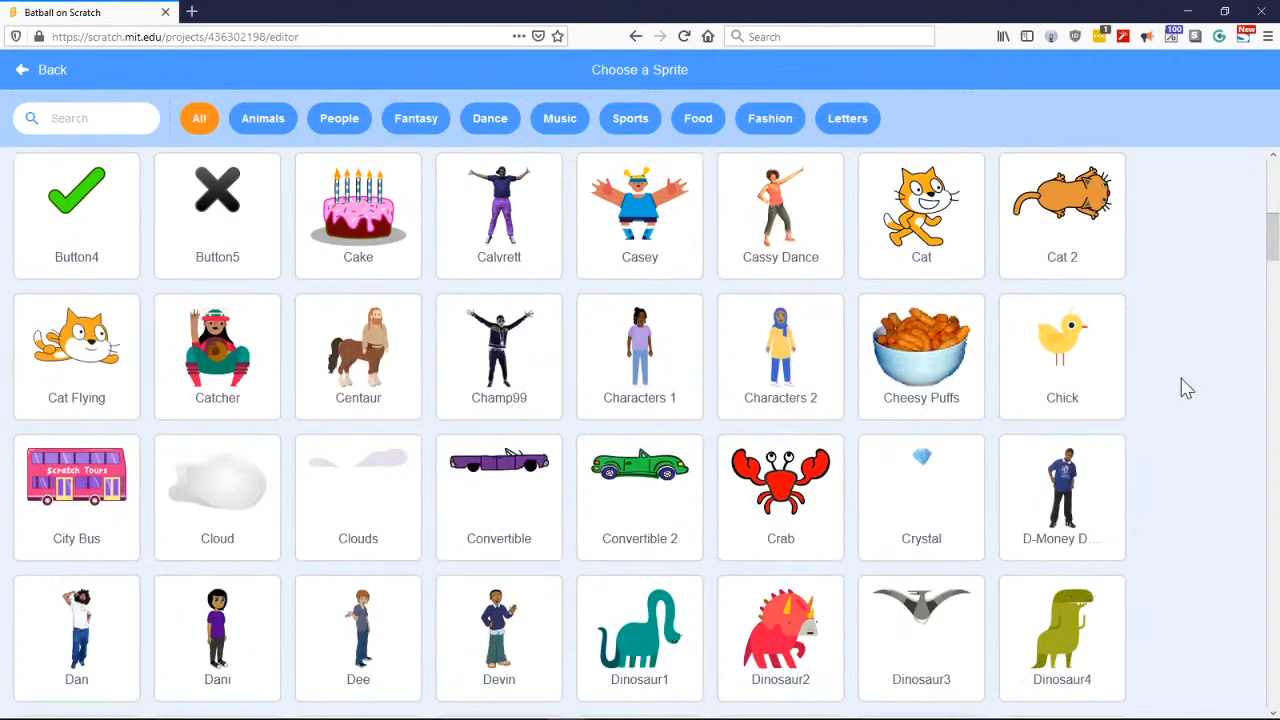 Batball on Scratch
https://scratch.mit.edu/projects/436302198/editor
Search
1
100
New
Back
Choose a Sprite
Search
All
Animals
People
Fantasy
Dance
Music
Sports
Food
Fashion
Letters
Button4
Button5
Cake
Calvrett
Casey
Cassy Dance
Cat
Cat 2
Cat Flying
Catcher
Centaur
Champ99
Characters 1
Characters 2
Cheesy Puffs
Chick
Scratch Tours
City Bus
Cloud
Clouds
Convertible
Convertible 2
Crab
Crystal
D-Money D...
Dan
Dani
Dee
Devin
Dinosaur1
Dinosaur2
Dinosaur3
Dinosaur4